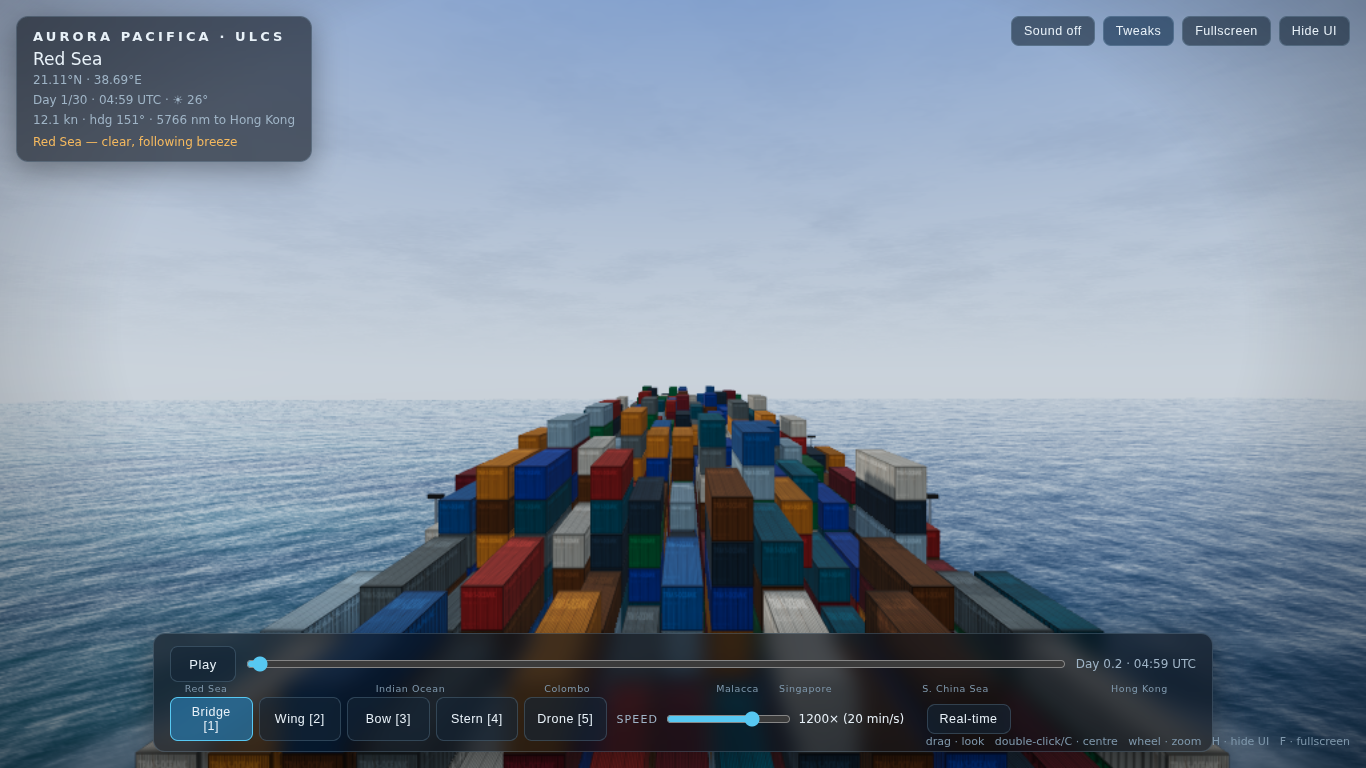 AURORA PACIFICA · ULCS
Red Sea
21.11°N · 38.69°E
Day 1/30 · 04:59 UTC · ☀ 26°
12.1 kn · hdg 151° · 5766 nm to Hong Kong
Red Sea — clear, following breeze
Sound off
Tweaks
Fullscreen
Hide UI
Play
Day 0.2 · 04:59 UTC
Red Sea
Indian Ocean
Colombo
Malacca
Singapore
S. China Sea
Hong Kong
Bridge
[1]
Wing [2]
Bow [3]
Stern [4]
Drone [5]
SPEED
1200× (20 min/s)
Real-time
drag · look double-click/C · centre wheel · zoom H · hide UI F · fullscreen